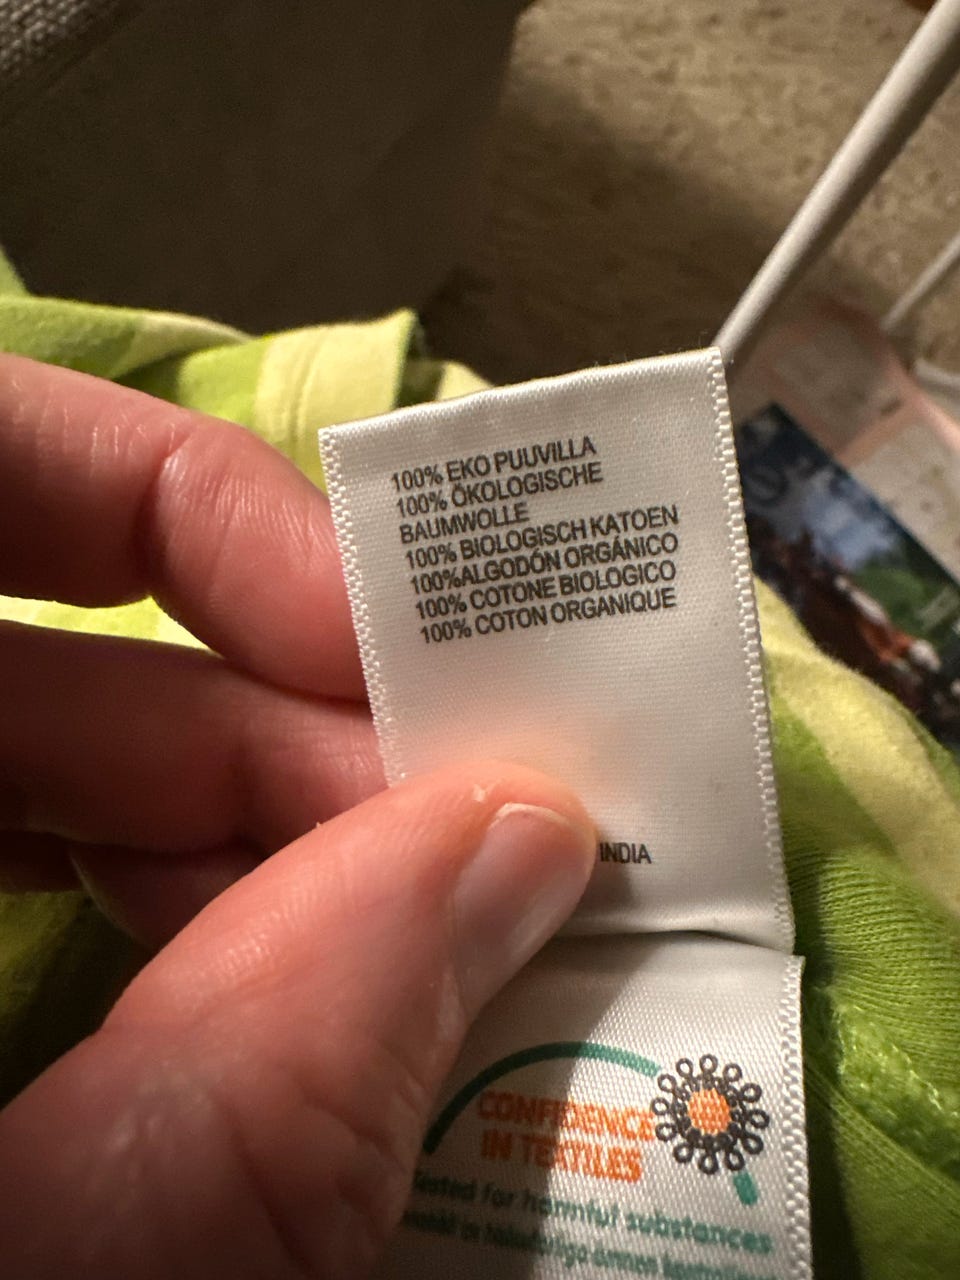 100% EKO PUUVILLA
100% ÖKOLOGISCHE
BAUMWOLLE
100% BIOLOGISCH KATOEN
100%ALGODÓN ORGÁNICO
100% COTONE BIOLOGICO
100% COTON ORGANIQUE
INDIA
CONFIDENCE
IN TEXTILES
Tested for harmful substances